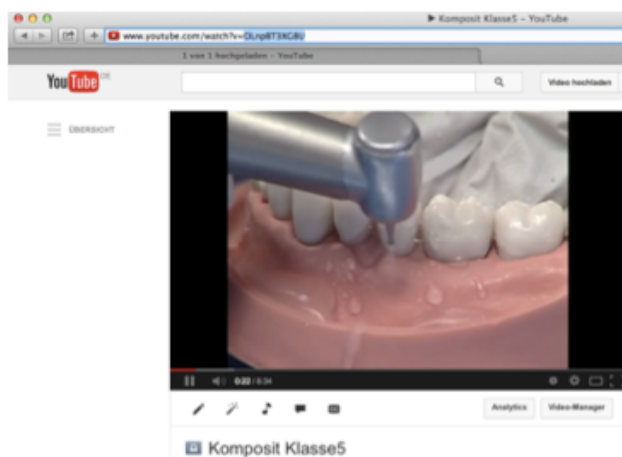 ▶ Komposit Klasse5 – YouTube
www.youtube.com/watch?v=
1 von 1 hochgeladen – YouTube
YouTube DE
Video hochladen
ÜBERSICHT
0:22 / 8:34
Analytics
Video-Manager
Komposit Klasse5